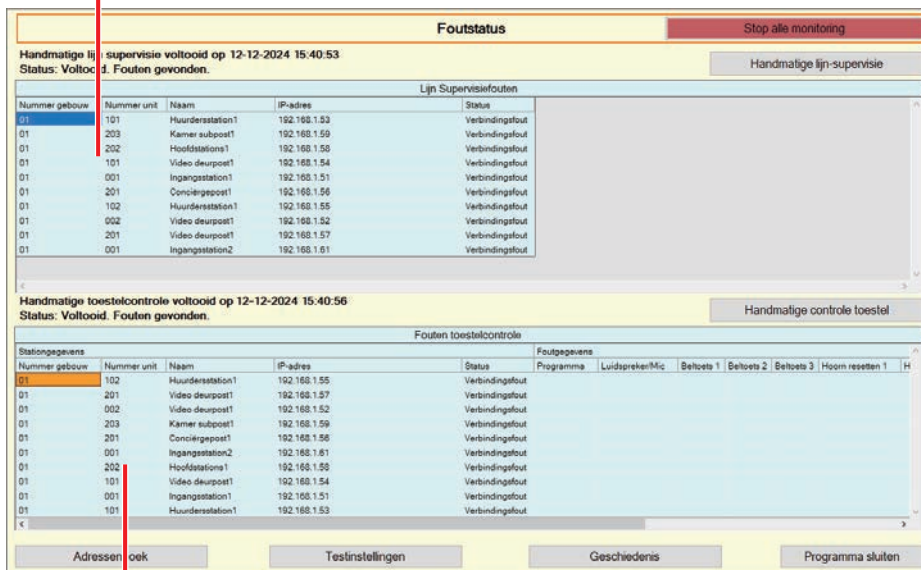 Foutstatus
Stop alle monitoring
Handmatige lijn supervisie voltooid op 12-12-2024 15:40:53
Status: Voltooid. Fouten gevonden.
Handmatige lijn-supervisie
Lijn Supervisiefouten
Nummer gebouw Nummer unit Naam IP-adres Status
01 101 Huurdersstation1 192.168.1.53 Verbindingsfout
01 203 Kamer subpost1 192.168.1.59 Verbindingsfout
01 202 Hoofdstations1 192.168.1.58 Verbindingsfout
01 101 Video deurpost1 192.168.1.54 Verbindingsfout
01 001 Ingangsstation1 192.168.1.51 Verbindingsfout
01 201 Conciërgepost1 192.168.1.56 Verbindingsfout
01 102 Huurdersstation1 192.168.1.55 Verbindingsfout
01 002 Video deurpost1 192.168.1.52 Verbindingsfout
01 201 Video deurpost1 192.168.1.57 Verbindingsfout
01 001 Ingangsstation2 192.168.1.61 Verbindingsfout
Handmatige toestelcontrole voltooid op 12-12-2024 15:40:56
Status: Voltooid. Fouten gevonden.
Handmatige controle toestel
Fouten toestelcontrole
Stationgegevens Foutgegevens
Nummer gebouw Nummer unit Naam IP-adres Status Programma Luidspreker/Mic Beltoets 1 Beltoets 2 Beltoets 3 Hoorn resetten 1 H
01 102 Huurdersstation1 192.168.1.55 Verbindingsfout
01 201 Video deurpost1 192.168.1.57 Verbindingsfout
01 002 Video deurpost1 192.168.1.52 Verbindingsfout
01 203 Kamer subpost1 192.168.1.59 Verbindingsfout
01 201 Conciërgepost1 192.168.1.56 Verbindingsfout
01 001 Ingangsstation2 192.168.1.61 Verbindingsfout
01 202 Hoofdstations1 192.168.1.58 Verbindingsfout
01 101 Video deurpost1 192.168.1.54 Verbindingsfout
01 001 Ingangsstation1 192.168.1.51 Verbindingsfout
01 101 Huurdersstation1 192.168.1.53 Verbindingsfout
Adressenboek Testinstellingen Geschiedenis Programma sluiten